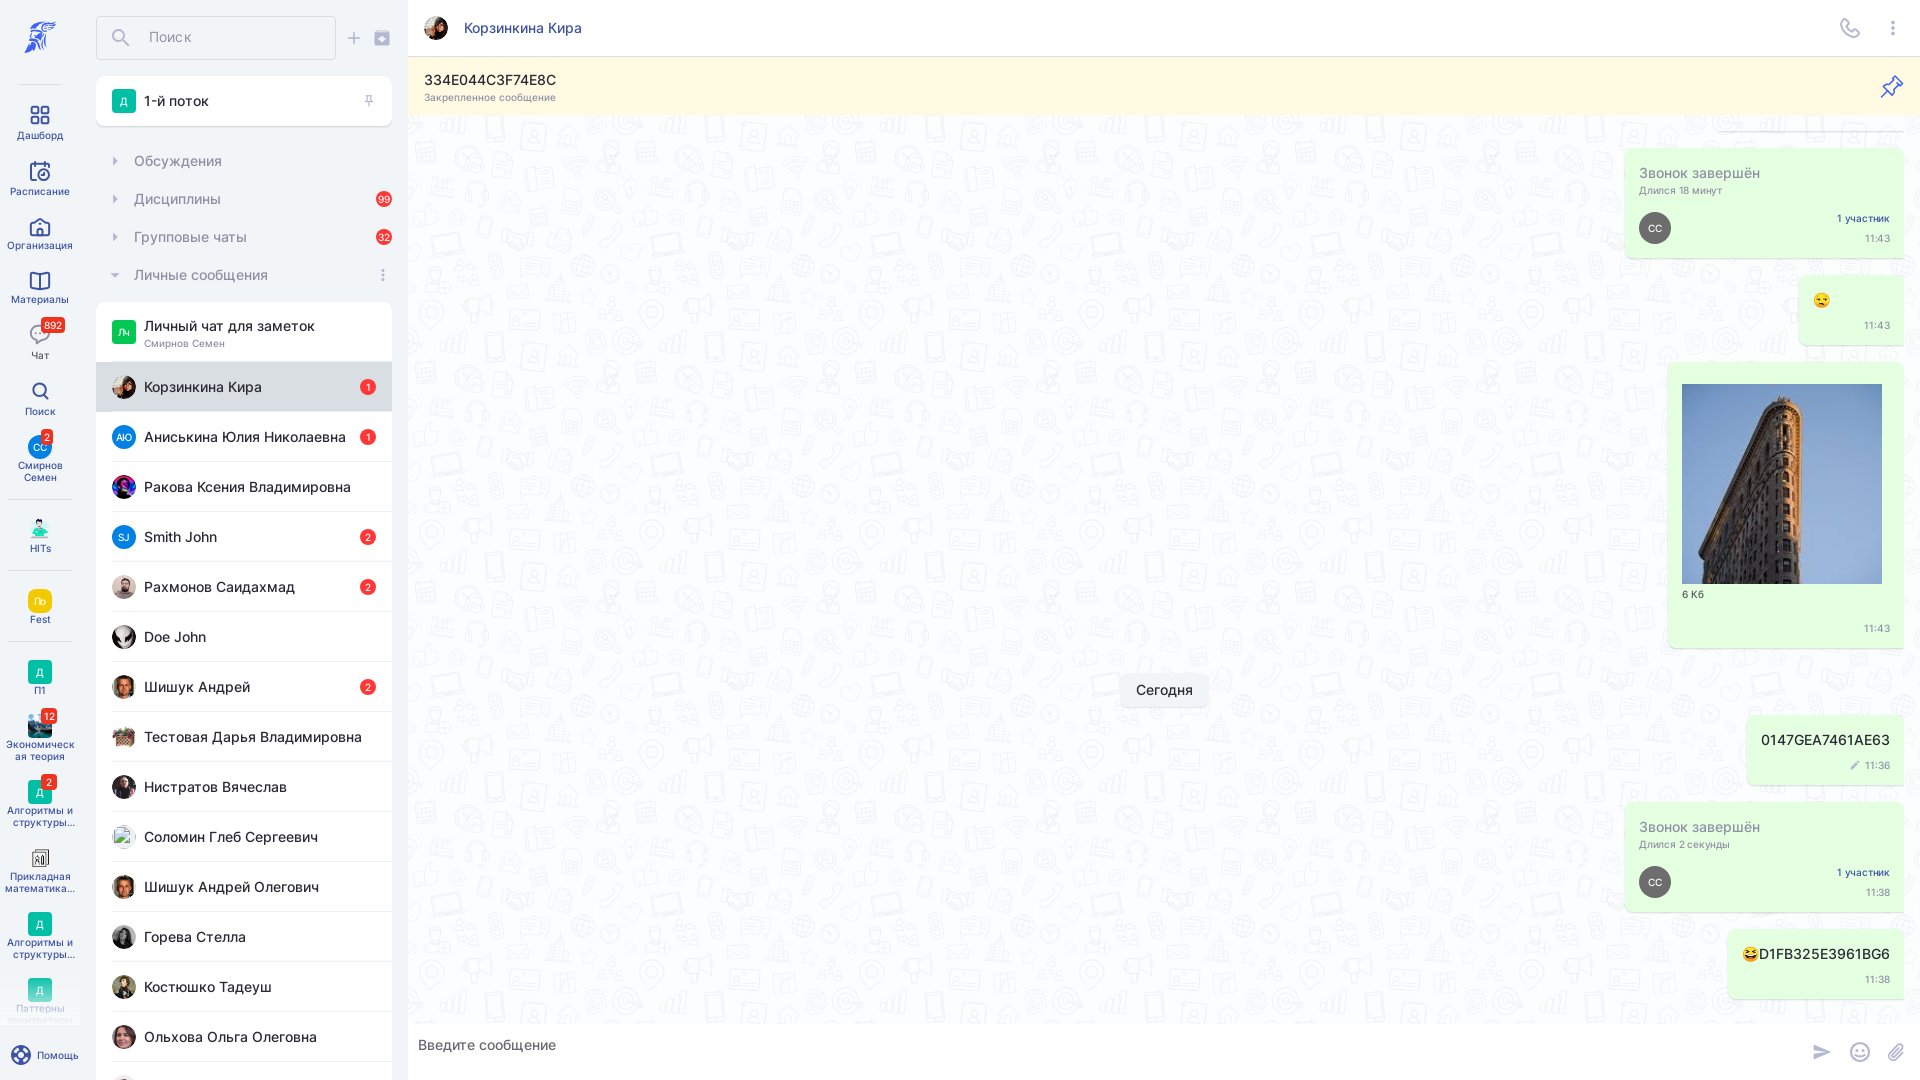 Дашборд
Расписание
Организация
Материалы
892
Чат
Поиск
2
СС
Смирнов
Семен
HITs
По
Fest
Д
П1
12
Экономическ
ая теория
2
Д
Алгоритмы и
структуры...
Прикладная
математика...
Д
Алгоритмы и
структуры...
Д
Паттерны
Помощь
Поиск
Д
1-й поток
Обсуждения
Дисциплины
99
Групповые чаты
32
Личные сообщения
Лч
Личный чат для заметок
Смирнов Семен
Корзинкина Кира
1
АЮ
Аниськина Юлия Николаевна
1
Ракова Ксения Владимировна
SJ
Smith John
2
Рахмонов Саидахмад
2
Doe John
Шишук Андрей
2
Тестовая Дарья Владимировна
Нистратов Вячеслав
Соломин Глеб Сергеевич
Шишук Андрей Олегович
Горева Стелла
Костюшко Тадеуш
Ольхова Ольга Олеговна
Корзинкина Кира
334E044C3F74E8C
Закрепленное сообщение
Звонок завершён
Длился 18 минут
СС
1 участник
11:43
11:43
6 Кб
11:43
Сегодня
0147GEA7461AE63
11:36
Звонок завершён
Длился 2 секунды
СС
1 участник
11:38
D1FB325E3961BG6
11:38
Введите сообщение